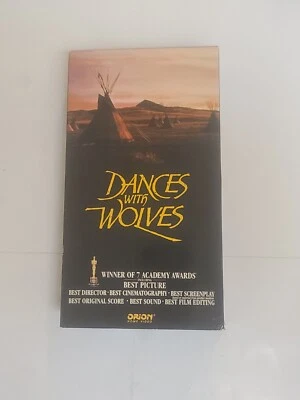 DANCES
WITH
WOLVES
WINNER OF 7 ACADEMY AWARDS
BEST PICTURE
BEST DIRECTOR · BEST CINEMATOGRAPHY · BEST SCREENPLAY
BEST ORIGINAL SCORE · BEST SOUND · BEST FILM EDITING
ORION
HOME VIDEO